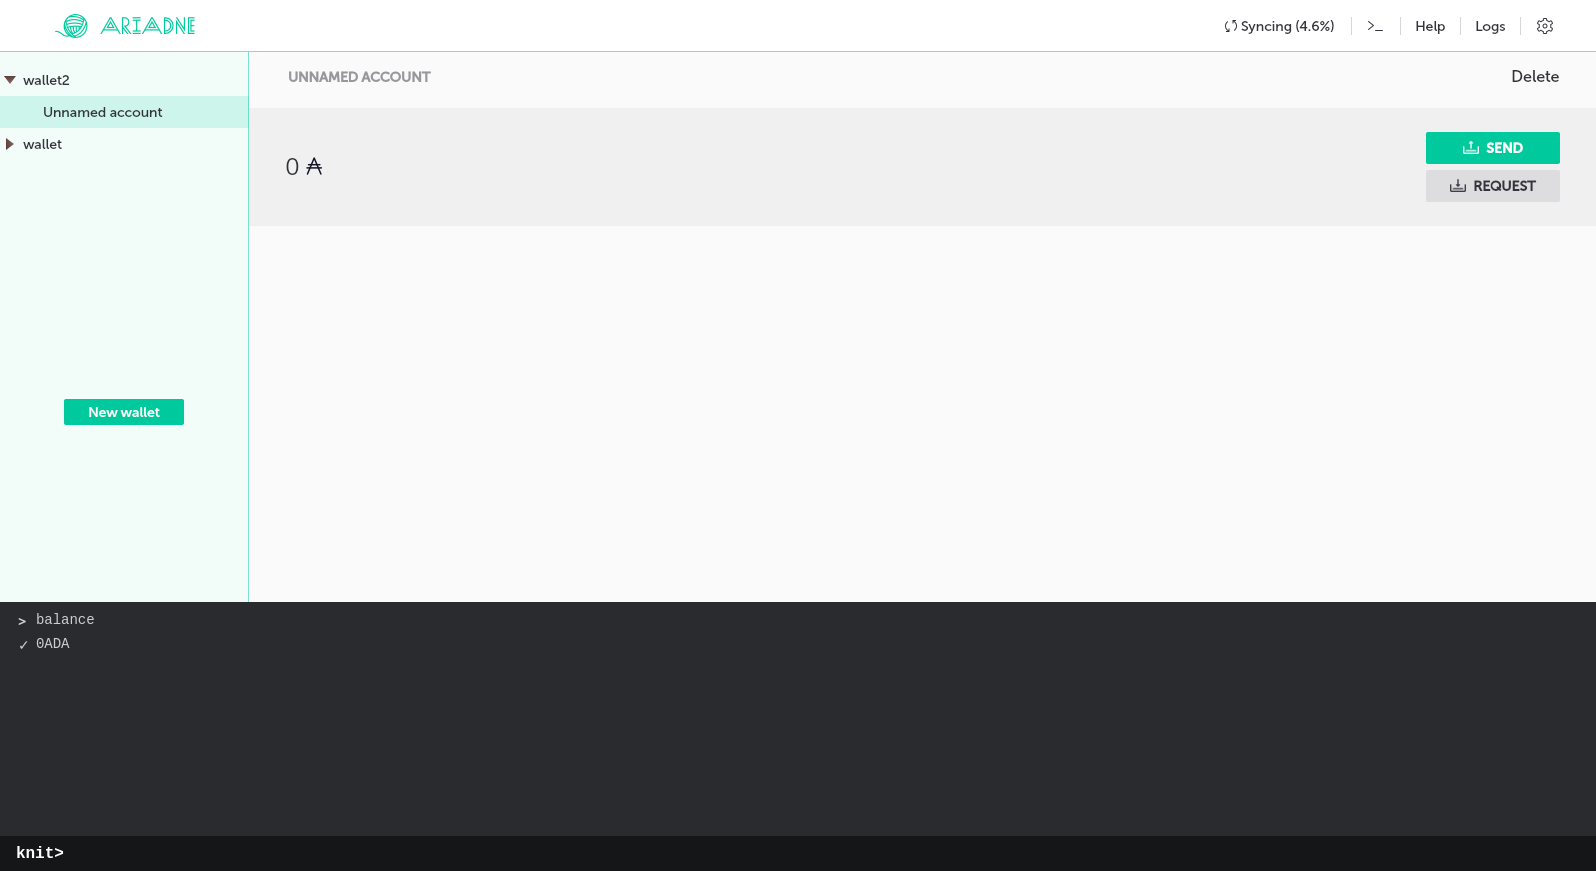 ARIADNE
Syncing (4.6%)
>_
Help
Logs
wallet2
Unnamed account
wallet
New wallet
UNNAMED ACCOUNT
Delete
0 ₳
SEND
REQUEST
> balance
✓ 0ADA
knit>